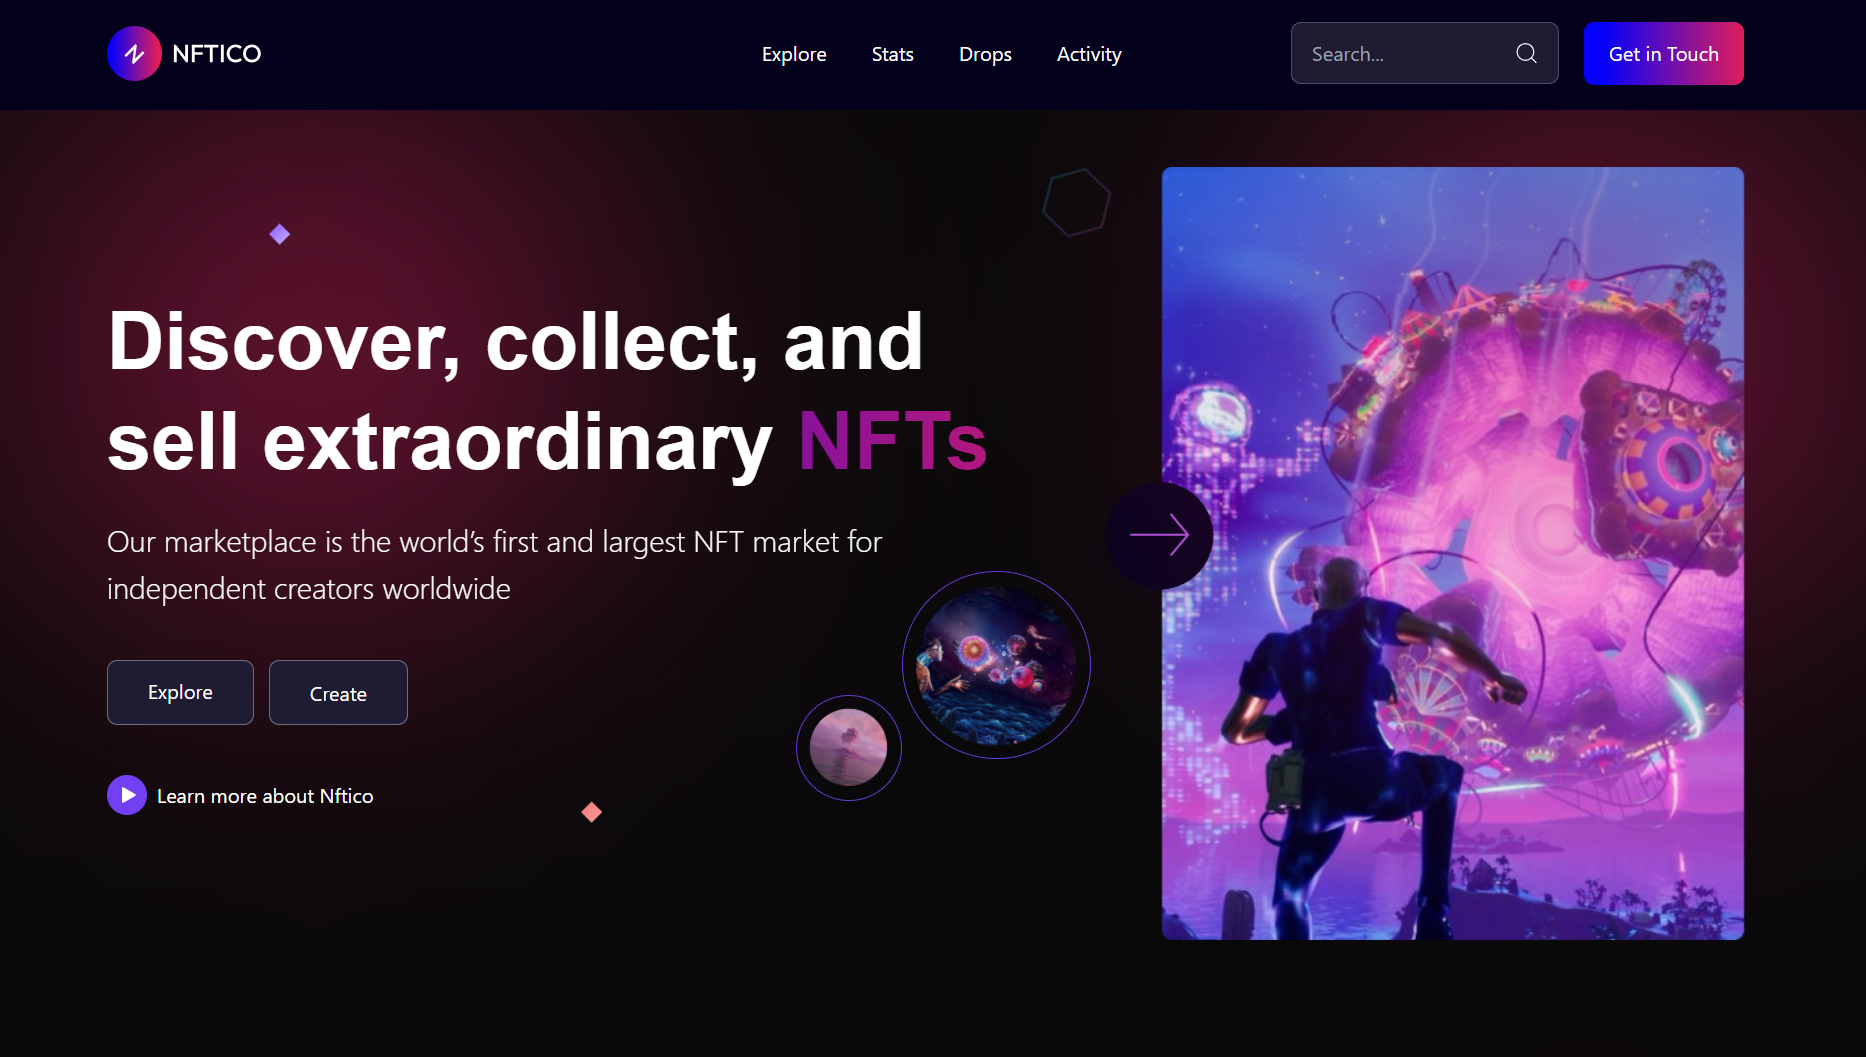 NFTICO
Explore
Stats
Drops
Activity
Search...
Get in Touch
Discover, collect, and
sell extraordinary NFTs
Our marketplace is the world’s first and largest NFT market for
independent creators worldwide
Explore
Create
Learn more about Nftico